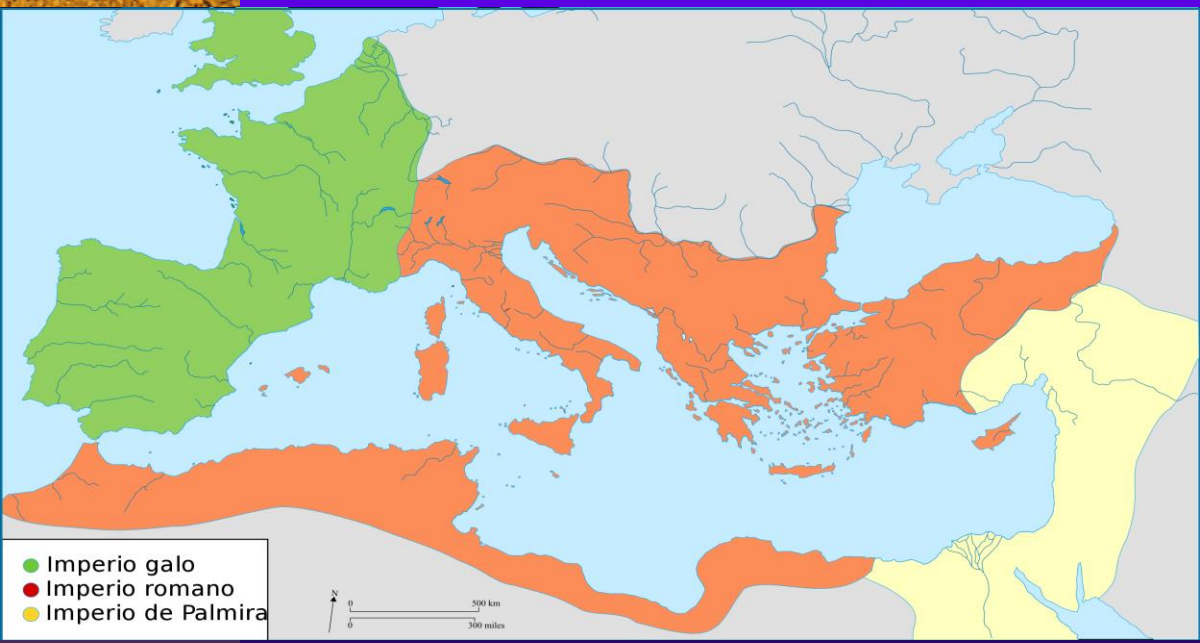 Imperio galo
Imperio romano
Imperio de Palmira
N
0 500 km
0 300 miles